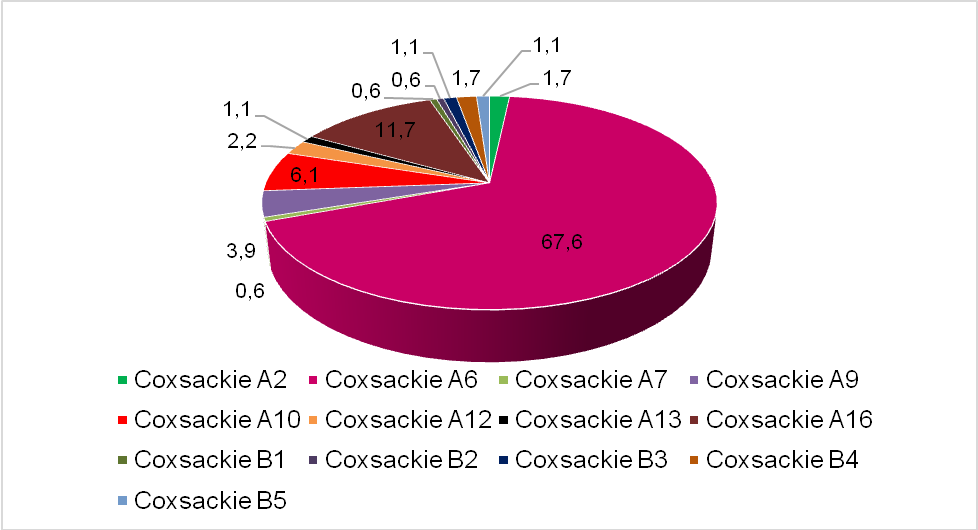 1,1 1,1
0,6 1,7 1,7
0,6
1,1 11,7
2,2
6,1
67,6
3,9
0,6
Coxsackie A2 Coxsackie A6 Coxsackie A7 Coxsackie A9
Coxsackie A10 Coxsackie A12 Coxsackie A13 Coxsackie A16
Coxsackie B1 Coxsackie B2 Coxsackie B3 Coxsackie B4
Coxsackie B5